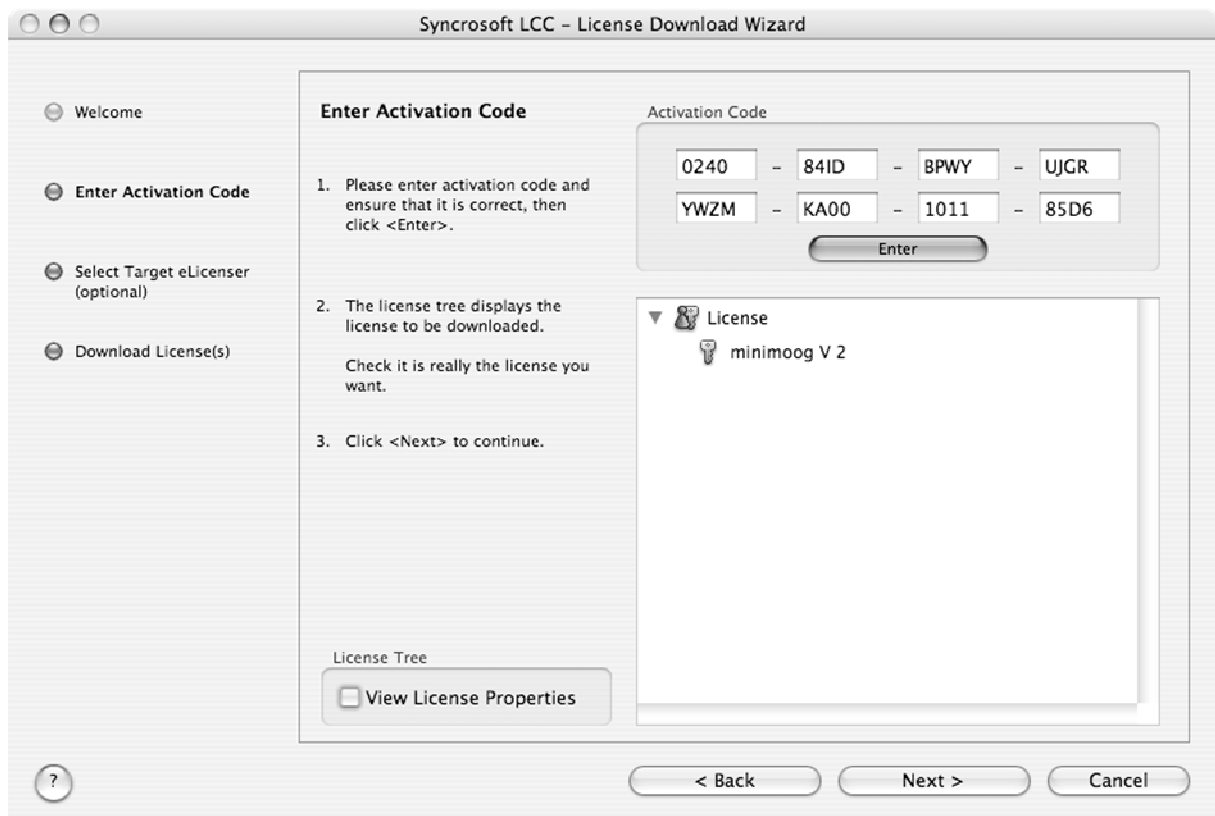 Syncrosoft LCC – License Download Wizard
Welcome
Enter Activation Code
Select Target eLicenser
(optional)
Download License(s)
Enter Activation Code
1. Please enter activation code and
ensure that it is correct, then
click <Enter>.
2. The license tree displays the
license to be downloaded.
Check it is really the license you
want.
3. Click <Next> to continue.
License Tree
View License Properties
Activation Code
0240 – 84ID – BPWY – UJGR
YWZM – KA00 – 1011 – 85D6
Enter
License
minimoog V 2
?
< Back
Next >
Cancel